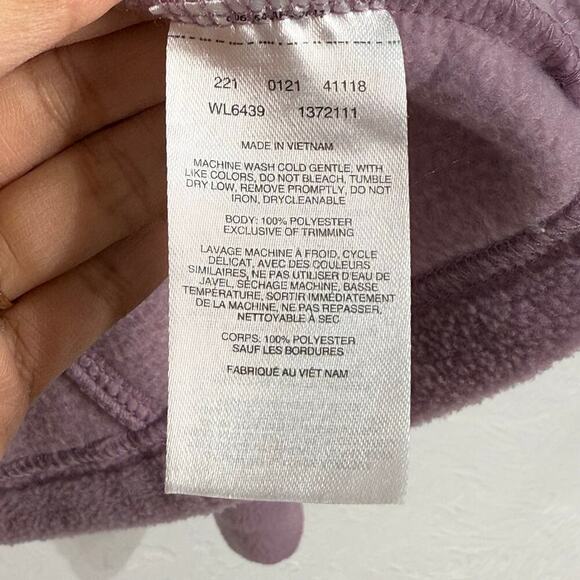 221 0121 41118
WL6439 1372111
MADE IN VIETNAM
MACHINE WASH COLD GENTLE, WITH
LIKE COLORS, DO NOT BLEACH, TUMBLE
DRY LOW, REMOVE PROMPTLY, DO NOT
IRON, DRYCLEANABLE
BODY: 100% POLYESTER
EXCLUSIVE OF TRIMMING
LAVAGE MACHINE À FROID, CYCLE
DÉLICAT, AVEC DES COULEURS
SIMILAIRES, NE PAS UTILISER D'EAU DE
JAVEL, SÉCHAGE MACHINE, BASSE
TEMPÉRATURE, SORTIR IMMÉDIATEMENT
DE LA MACHINE, NE PAS REPASSER,
NETTOYABLE À SEC
CORPS: 100% POLYESTER
SAUF LES BORDURES
FABRIQUÉ AU VIÊT NAM